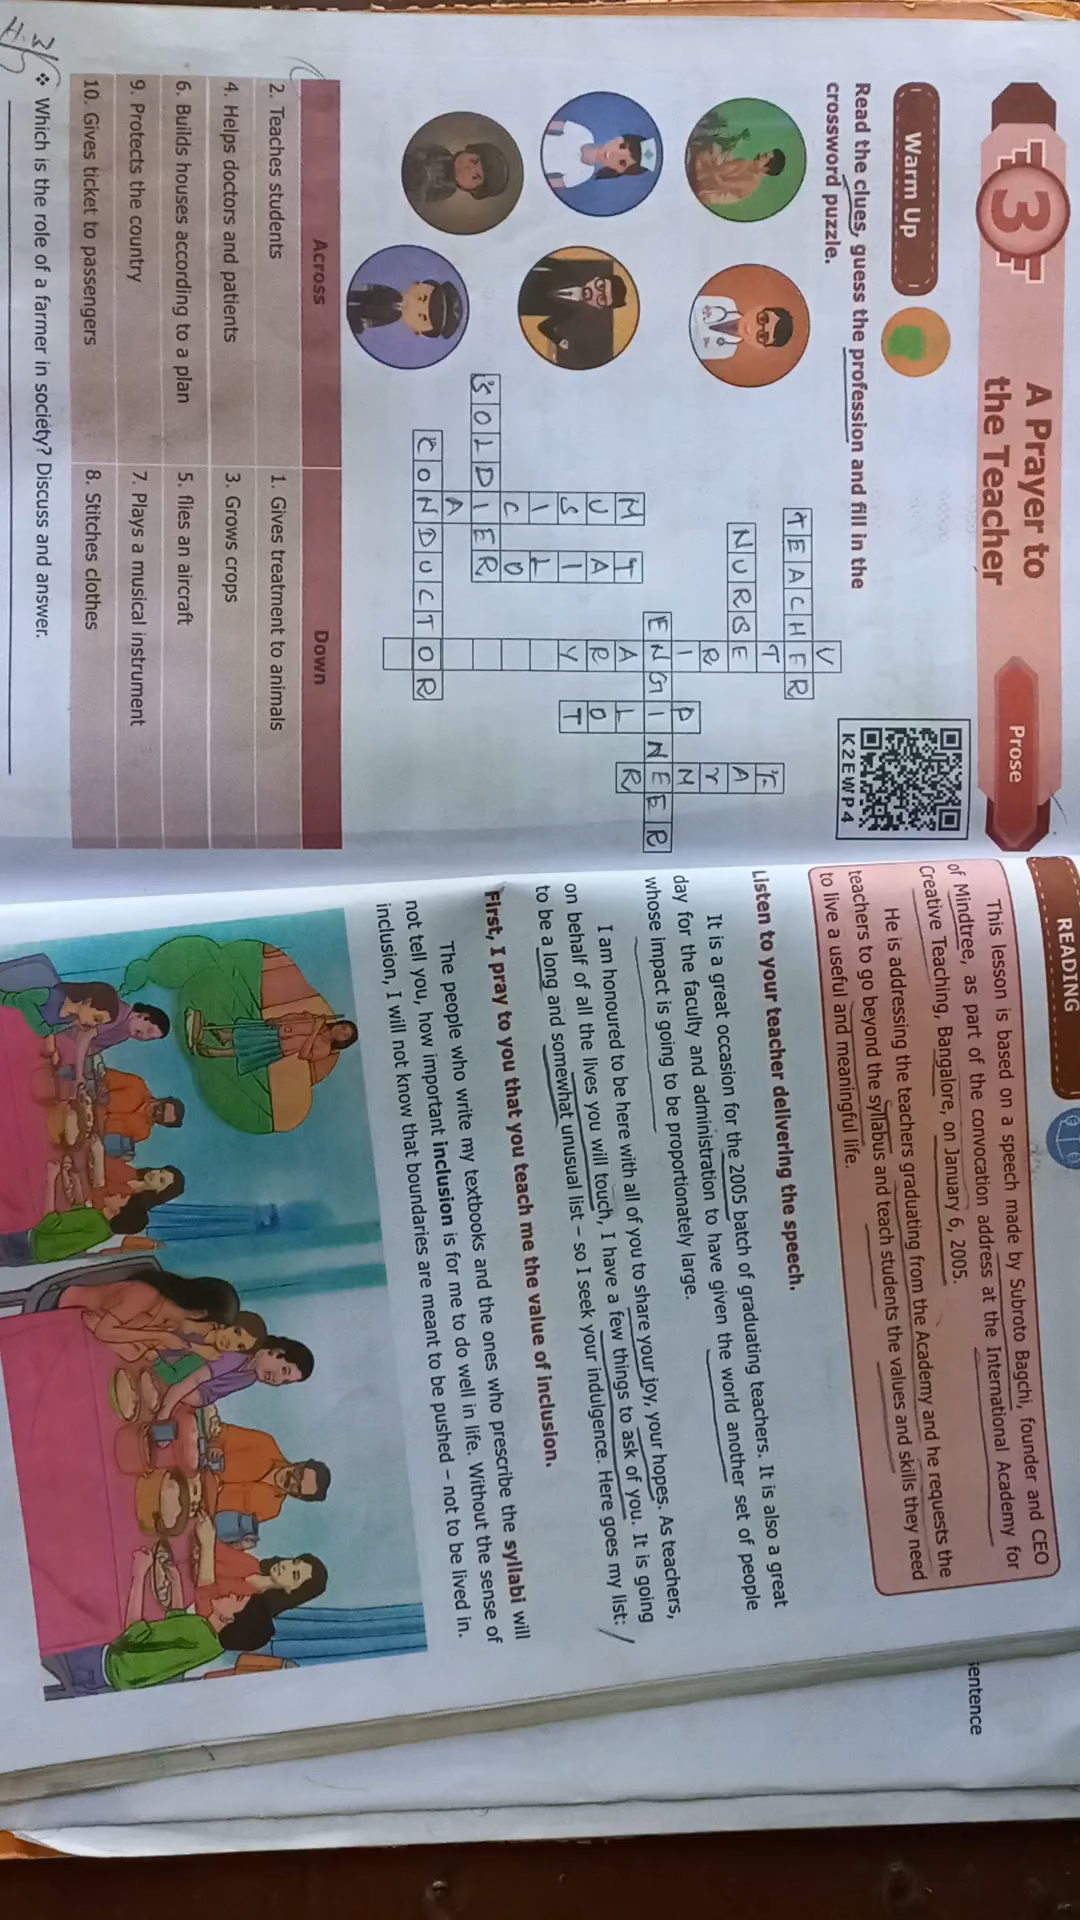 3
A Prayer to
the Teacher
Prose
Warm Up
K2EWP4
Read the clues, guess the profession and fill in the
crossword puzzle.
V
TEACHER
T
NURSE
R
I
ENGINEER
A
R
Y
FARMER
PILOT
MUSICIAN
TAILOR
SOLDIER
CONDUCTOR
Across
Down
2. Teaches students
1. Gives treatment to animals
4. Helps doctors and patients
3. Grows crops
6. Builds houses according to a plan
5. flies an aircraft
9. Protects the country
7. Plays a musical instrument
10. Gives ticket to passengers
8. Stitches clothes
❖ Which is the role of a farmer in society? Discuss and answer.
READING
This lesson is based on a speech made by Subroto Bagchi, founder and CEO
of Mindtree, as part of the convocation address at the International Academy for
Creative Teaching, Bangalore, on January 6, 2005.
He is addressing the teachers graduating from the Academy and he requests the
teachers to go beyond the syllabus and teach students the values and skills they need
to live a useful and meaningful life.
Listen to your teacher delivering the speech.
It is a great occasion for the 2005 batch of graduating teachers. It is also a great
day for the faculty and administration to have given the world another set of people
whose impact is going to be proportionately large.
I am honoured to be here with all of you to share your joy, your hopes. As teachers,
on behalf of all the lives you will touch, I have a few things to ask of you. It is going
to be a long and somewhat unusual list – so I seek your indulgence. Here goes my list:
First, I pray to you that you teach me the value of inclusion.
The people who write my textbooks and the ones who prescribe the syllabi will
not tell you, how important inclusion is for me to do well in life. Without the sense of
inclusion, I will not know that boundaries are meant to be pushed – not to be lived in.
sentence